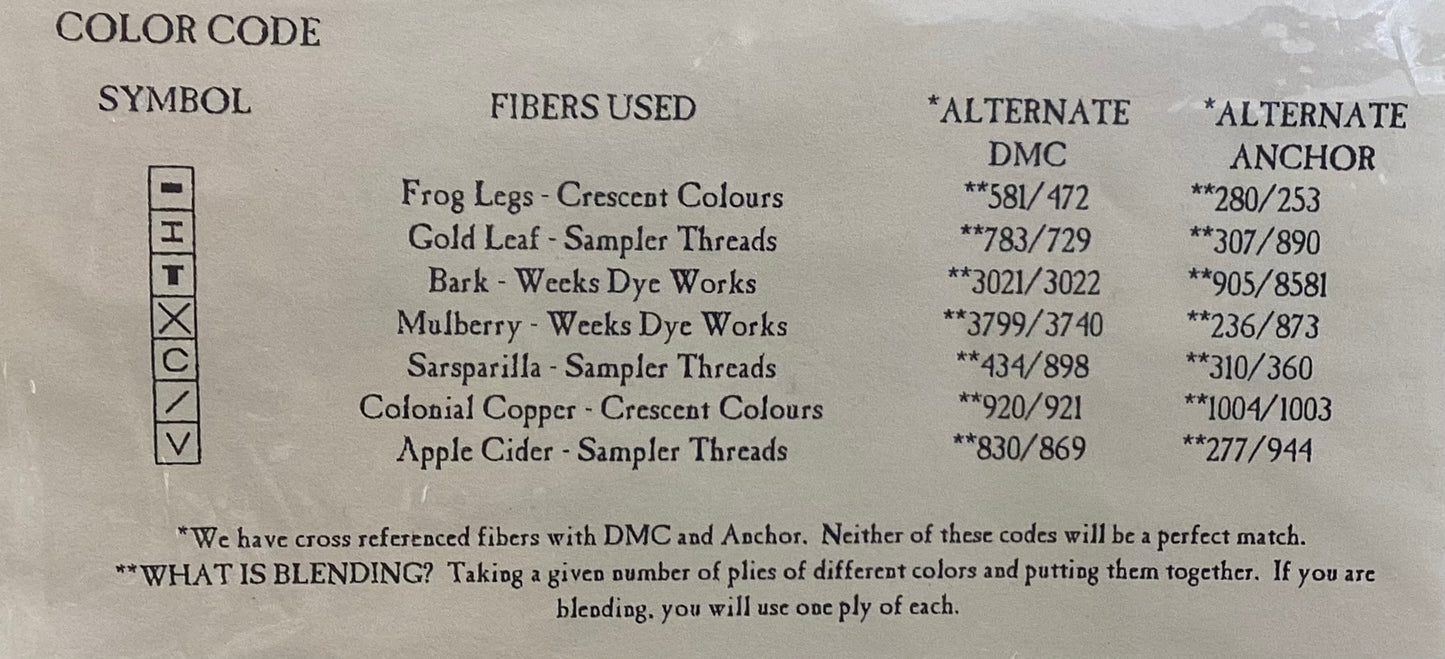 COLOR CODE
SYMBOL FIBERS USED *ALTERNATE DMC *ALTERNATE ANCHOR
- Frog Legs - Crescent Colours **581/472 **280/253
I Gold Leaf - Sampler Threads **783/729 **307/890
T Bark - Weeks Dye Works **3021/3022 **905/8581
X Mulberry - Weeks Dye Works **3799/3740 **236/873
C Sarsparilla - Sampler Threads **434/898 **310/360
/ Colonial Copper - Crescent Colours **920/921 **1004/1003
V Apple Cider - Sampler Threads **830/869 **277/944
*We have cross referenced fibers with DMC and Anchor. Neither of these codes will be a perfect match.
**WHAT IS BLENDING? Taking a given number of plies of different colors and putting them together. If you are
blending, you will use one ply of each.